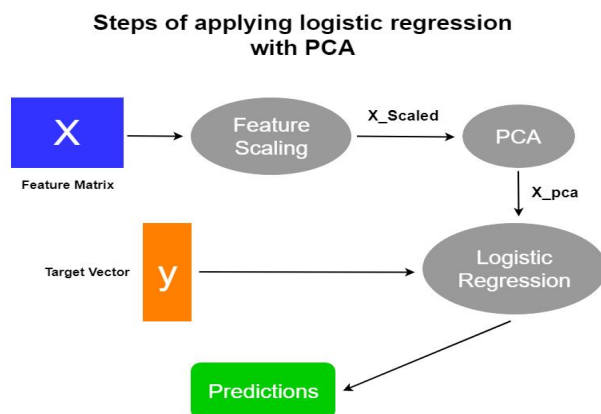 Steps of applying logistic regression
with PCA
X
Feature
Scaling
X_Scaled
PCA
Feature Matrix
X_pca
Target Vector
y
Logistic
Regression
Predictions